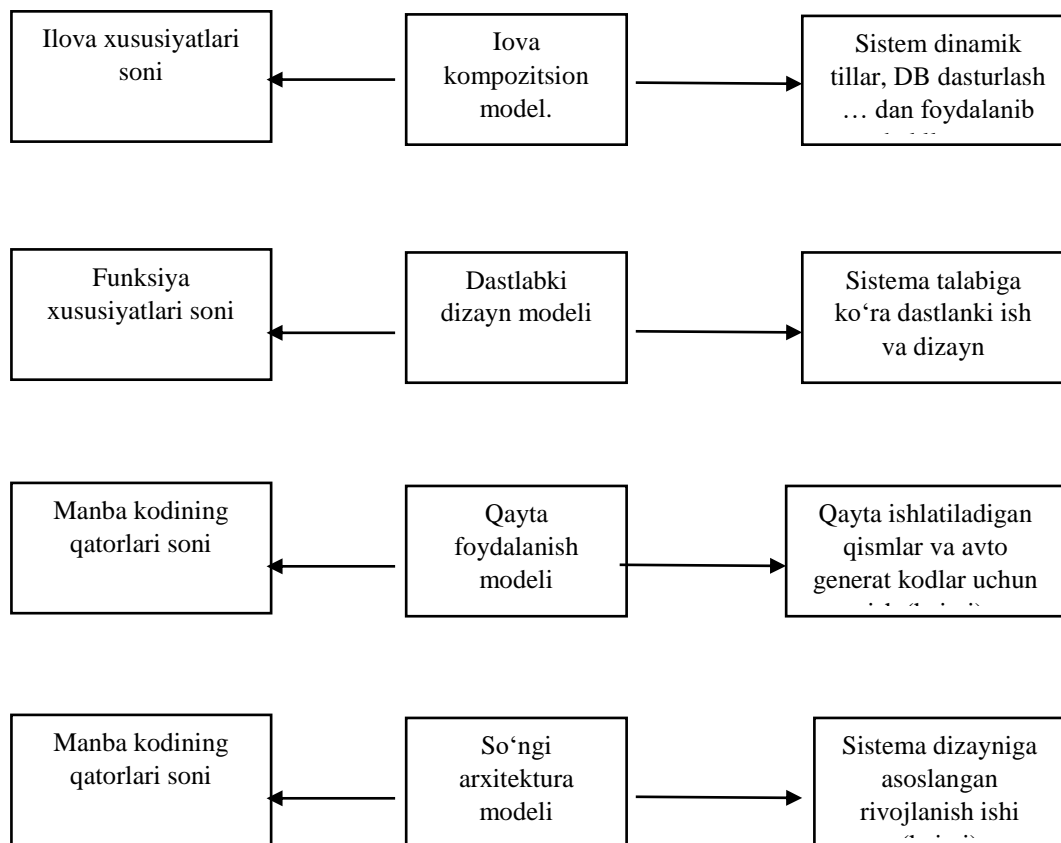 Ilova xususiyatlari
soni
Iova
kompozitsion
model.
Sistem dinamik
tillar, DB dasturlash
… dan foydalanib
Funksiya
xususiyatlari soni
Dastlabki
dizayn modeli
Sistema talabiga
ko‘ra dastlanki ish
va dizayn
Manba kodining
qatorlari soni
Qayta
foydalanish
modeli
Qayta ishlatiladigan
qismlar va avto
generat kodlar uchun
Manba kodining
qatorlari soni
So‘ngi
arxitektura
modeli
Sistema dizayniga
asoslangan
rivojlanish ishi